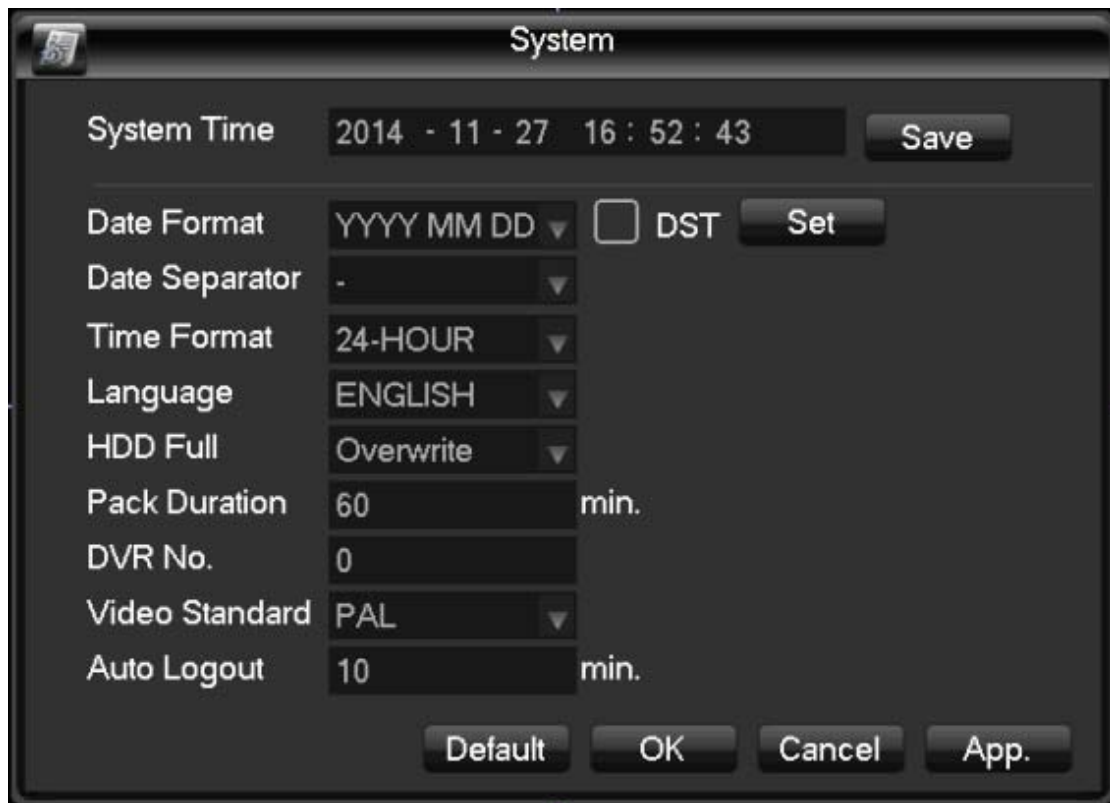 System
System Time 2014 - 11 - 27 16 : 52 : 43 Save
Date Format YYYY MM DD DST Set
Date Separator -
Time Format 24-HOUR
Language ENGLISH
HDD Full Overwrite
Pack Duration 60 min.
DVR No. 0
Video Standard PAL
Auto Logout 10 min.
Default OK Cancel App.